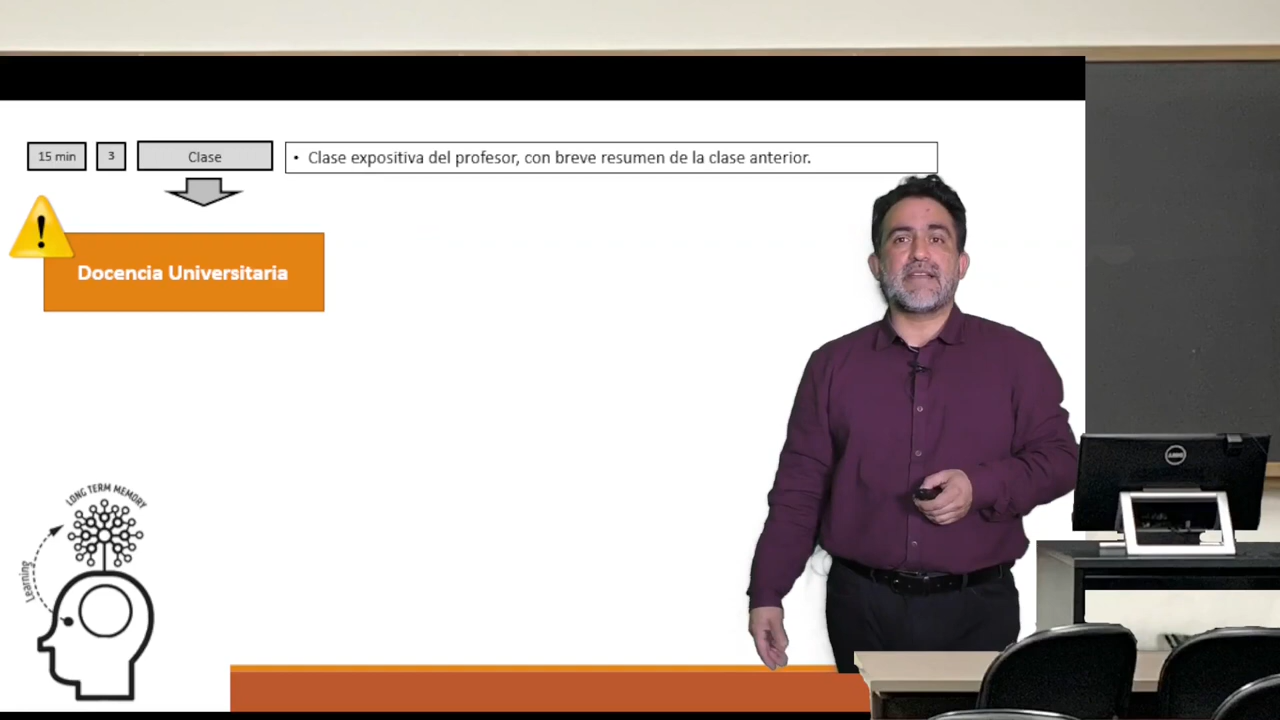 15 min
3
Clase
• Clase expositiva del profesor, con breve resumen de la clase anterior.
Docencia Universitaria
LONG TERM MEMORY
Learning
DELL